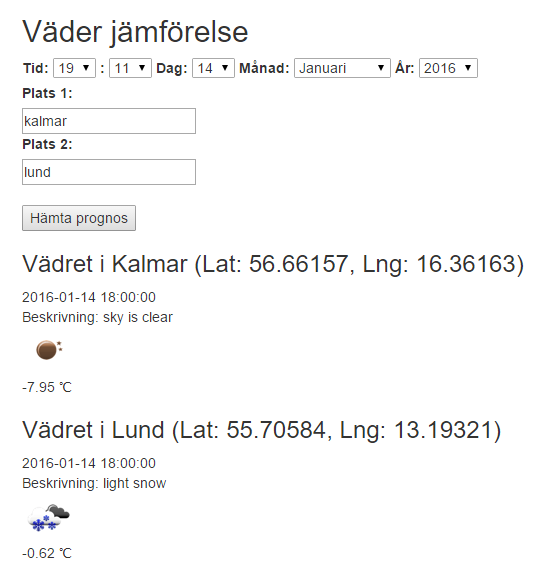 Väder jämförelse
Tid: 19 : 11 Dag: 14 Månad: Januari År: 2016
Plats 1:
kalmar
Plats 2:
lund
Hämta prognos
Vädret i Kalmar (Lat: 56.66157, Lng: 16.36163)
2016-01-14 18:00:00
Beskrivning: sky is clear
-7.95 °C
Vädret i Lund (Lat: 55.70584, Lng: 13.19321)
2016-01-14 18:00:00
Beskrivning: light snow
-0.62 °C